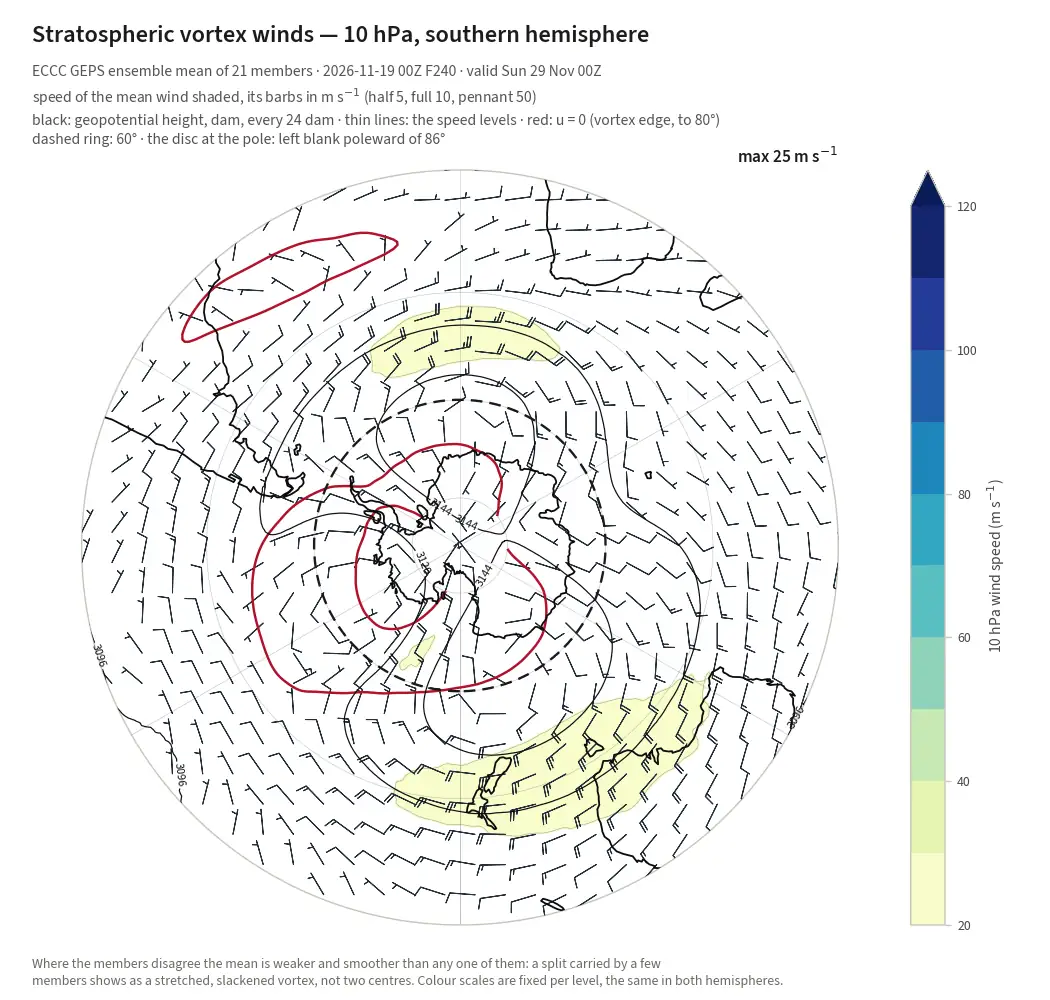 Stratospheric vortex winds — 10 hPa, southern hemisphere
ECCC GEPS ensemble mean of 21 members · 2026-11-19 00Z F240 · valid Sun 29 Nov 00Z
speed of the mean wind shaded, its barbs in m s⁻¹ (half 5, full 10, pennant 50)
black: geopotential height, dam, every 24 dam · thin lines: the speed levels · red: u = 0 (vortex edge, to 80°)
dashed ring: 60° · the disc at the pole: left blank poleward of 86°
max 25 m s⁻¹
120
100
80
60
40
20
10 hPa wind speed (m s⁻¹)
3144
3144
3120
3144
3096
3096
3096
Where the members disagree the mean is weaker and smoother than any one of them: a split carried by a few
members shows as a stretched, slackened vortex, not two centres. Colour scales are fixed per level, the same in both hemispheres.